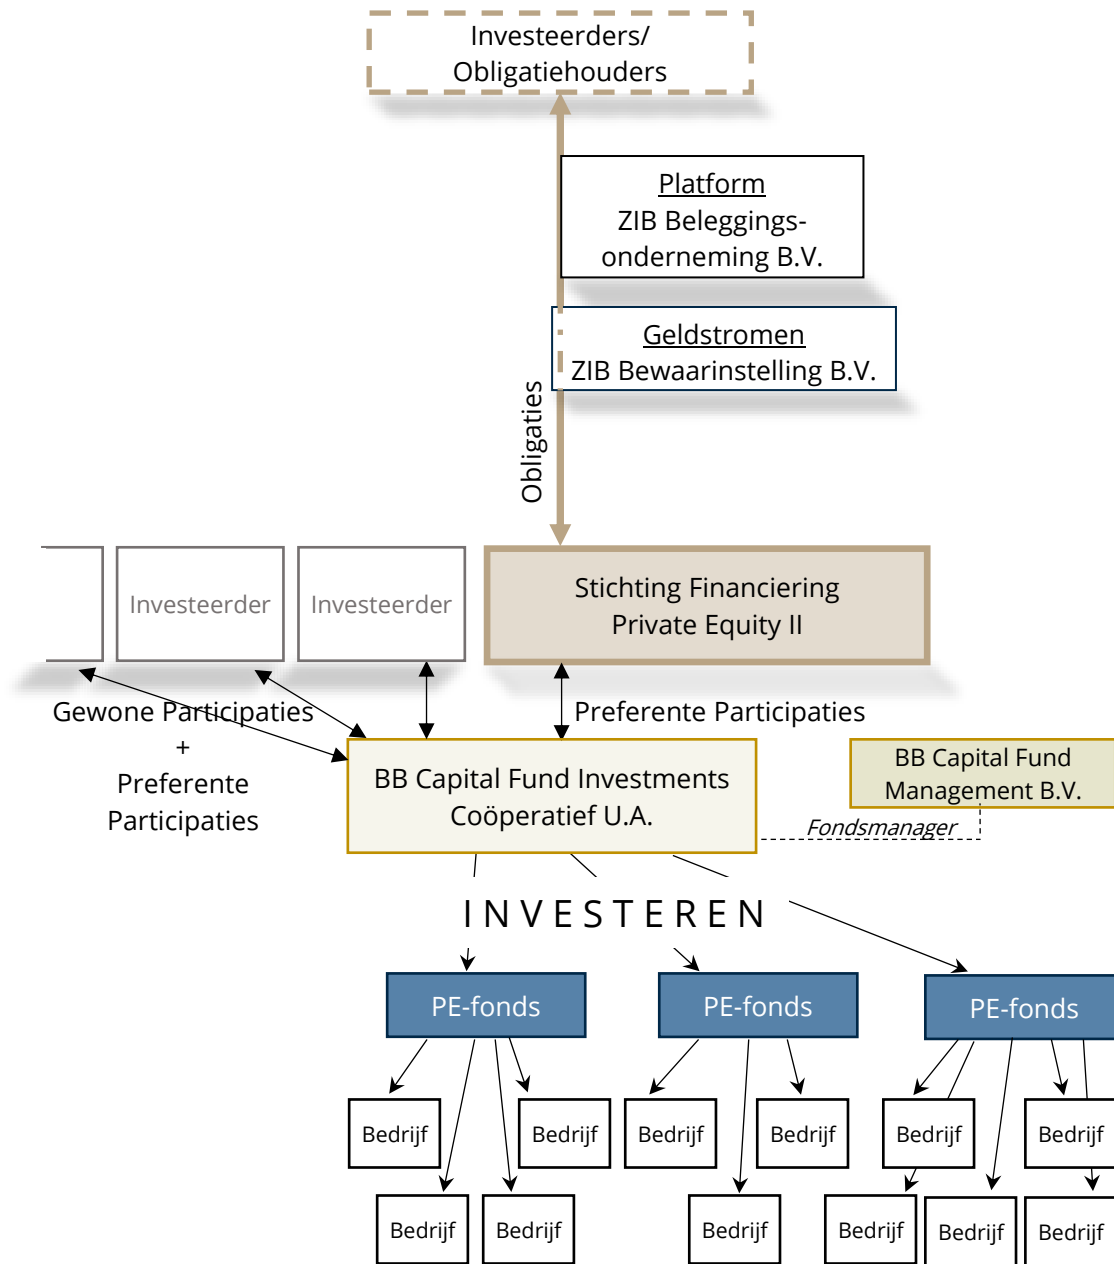 Investeerders/
Obligatiehouders
Platform
ZIB Beleggings-
onderneming B.V.
Geldstromen
ZIB Bewaarinstelling B.V.
Obligaties
Investeerder
Investeerder
Stichting Financiering
Private Equity II
Gewone Participaties
+
Preferente
Participaties
Preferente Participaties
BB Capital Fund Investments
Coöperatief U.A.
BB Capital Fund
Management B.V.
Fondsmanager
INVESTEREN
PE-fonds
PE-fonds
PE-fonds
Bedrijf
Bedrijf
Bedrijf
Bedrijf
Bedrijf
Bedrijf
Bedrijf
Bedrijf
Bedrijf
Bedrijf
Bedrijf
Bedrijf